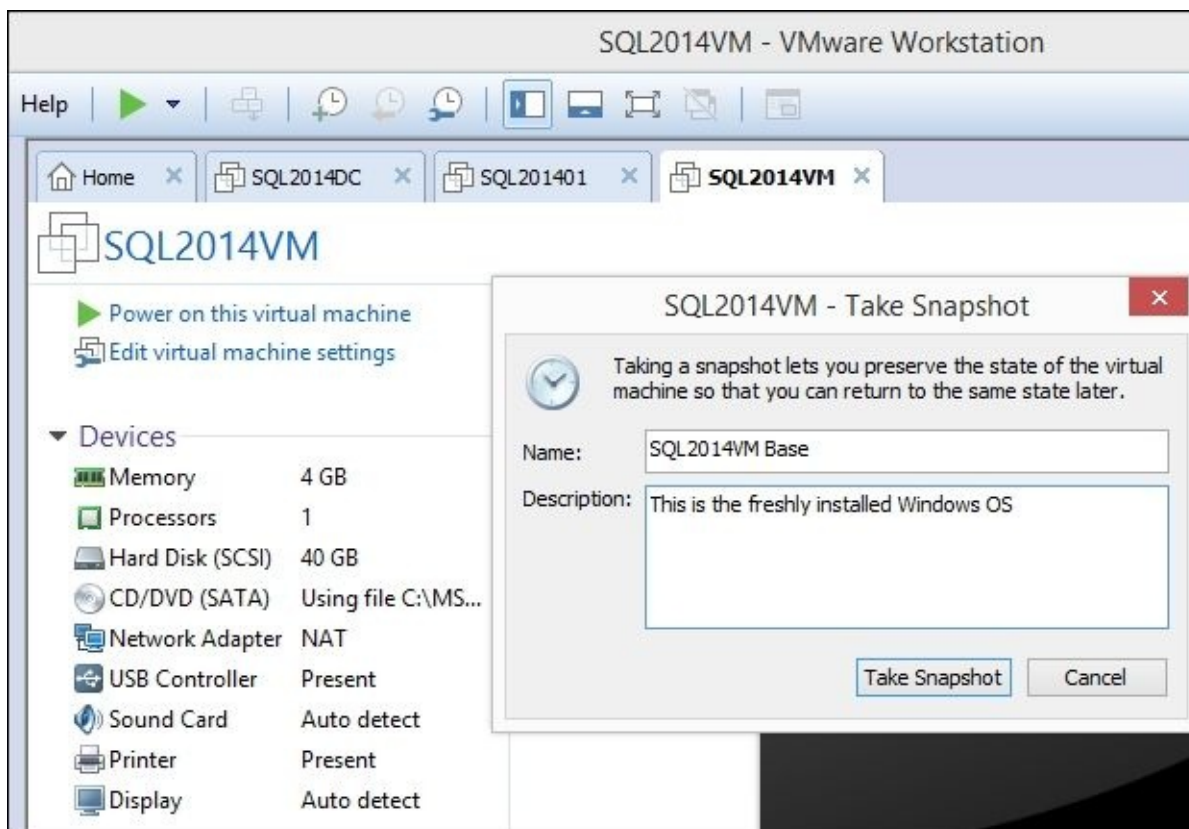 SQL2014VM - VMware Workstation
Help
Home
SQL2014DC
SQL201401
SQL2014VM
SQL2014VM
Power on this virtual machine
Edit virtual machine settings
Devices
Memory 4 GB
Processors 1
Hard Disk (SCSI) 40 GB
CD/DVD (SATA) Using file C:\MS...
Network Adapter NAT
USB Controller Present
Sound Card Auto detect
Printer Present
Display Auto detect
SQL2014VM - Take Snapshot
Taking a snapshot lets you preserve the state of the virtual
machine so that you can return to the same state later.
Name: SQL2014VM Base
Description: This is the freshly installed Windows OS
Take Snapshot Cancel